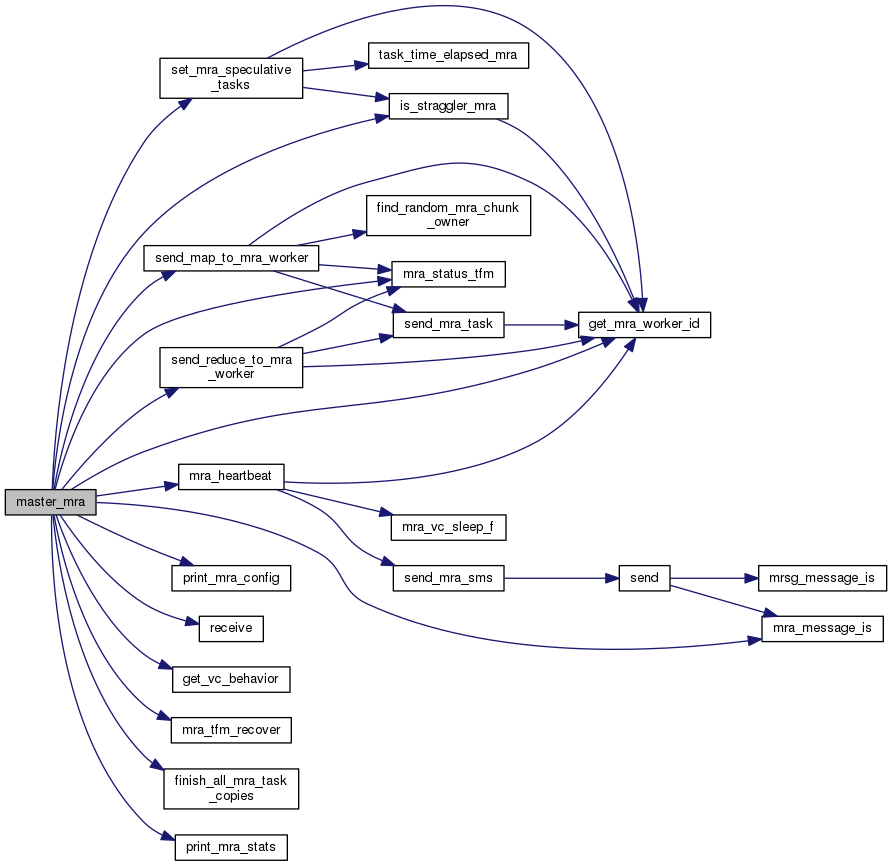 set_mra_speculative
_tasks
task_time_elapsed_mra
is_straggler_mra
find_random_mra_chunk
_owner
send_map_to_mra_worker
mra_status_tfm
send_mra_task
get_mra_worker_id
send_reduce_to_mra
_worker
mra_heartbeat
master_mra
mra_vc_sleep_f
print_mra_config
send_mra_sms
send
mrsg_message_is
receive
mra_message_is
get_vc_behavior
mra_tfm_recover
finish_all_mra_task
_copies
print_mra_stats